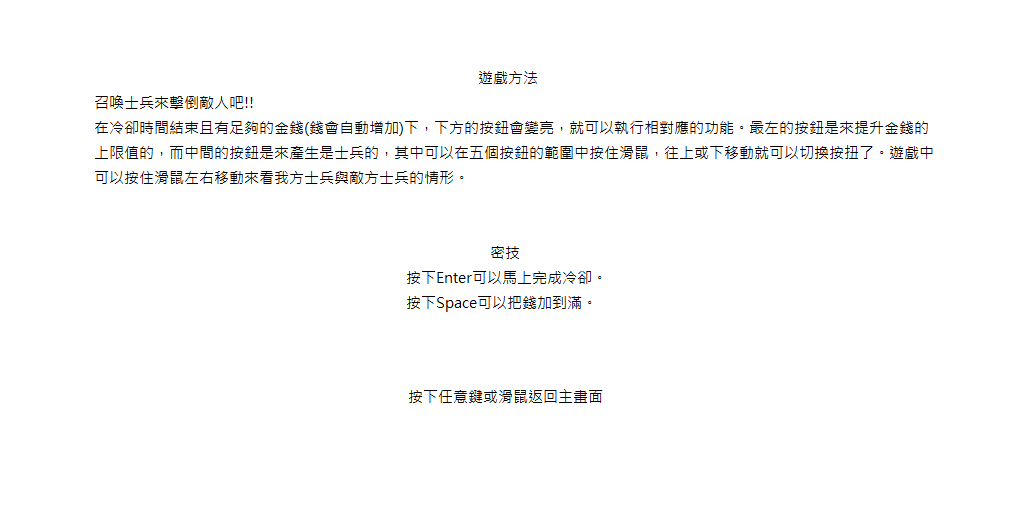 遊戲方法
召喚士兵來擊倒敵人吧!!
在冷卻時間結束且有足夠的金錢(錢會自動增加)下，下方的按鈕會變亮，就可以執行相對應的功能。最左的按鈕是來提升金錢的
上限值的，而中間的按鈕是來產生是士兵的，其中可以在五個按鈕的範圍中按住滑鼠，往上或下移動就可以切換按扭了。遊戲中
可以按住滑鼠左右移動來看我方士兵與敵方士兵的情形。
密技
按下Enter可以馬上完成冷卻。
按下Space可以把錢加到滿。
按下任意鍵或滑鼠返回主畫面